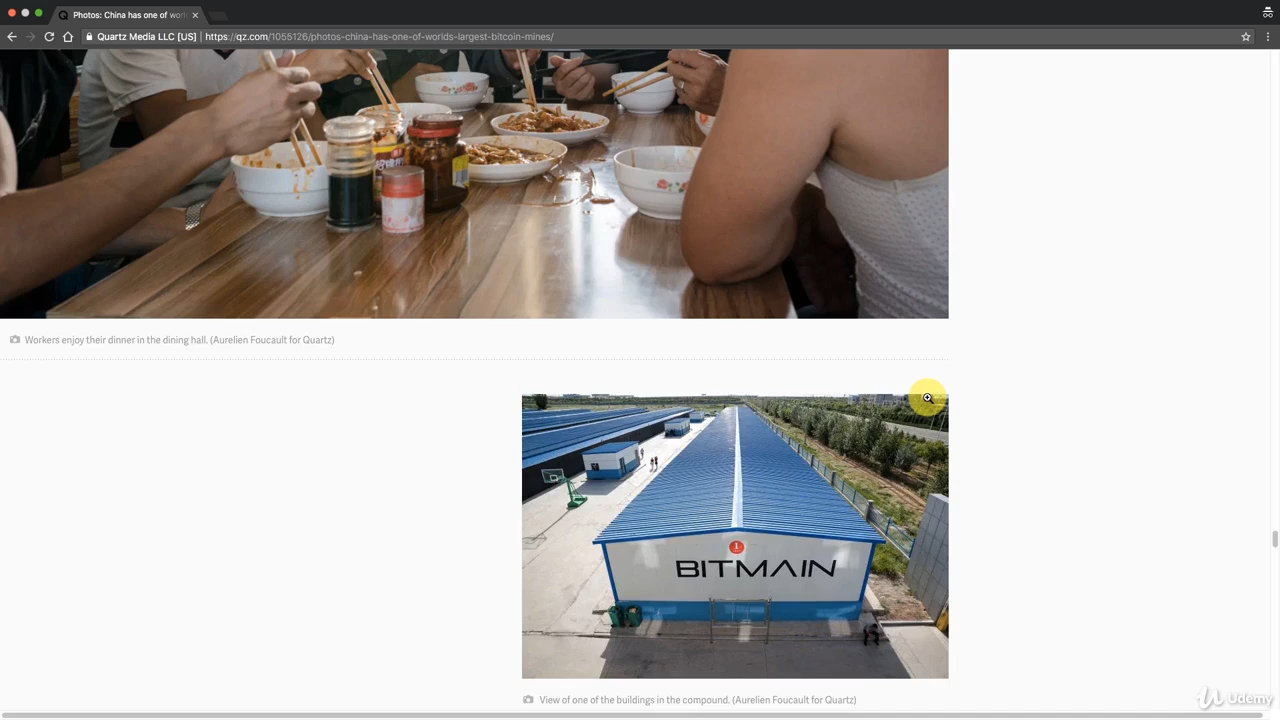 Photos: China has one of worl
Quartz Media LLC [US] | https://qz.com/1055126/photos-china-has-one-of-worlds-largest-bitcoin-mines/
Workers enjoy their dinner in the dining hall. (Aurelien Foucault for Quartz)
1
BITMAIN
View of one of the buildings in the compound. (Aurelien Foucault for Quartz)
Udemy